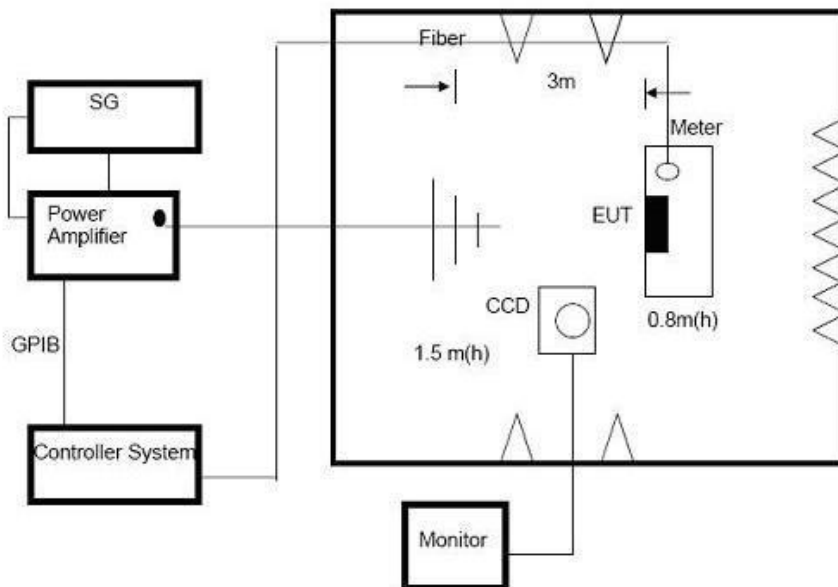 Fiber
3m
SG
Meter
Power
Amplifier
EUT
CCD
0.8m(h)
GPIB
1.5 m(h)
Controller System
Monitor